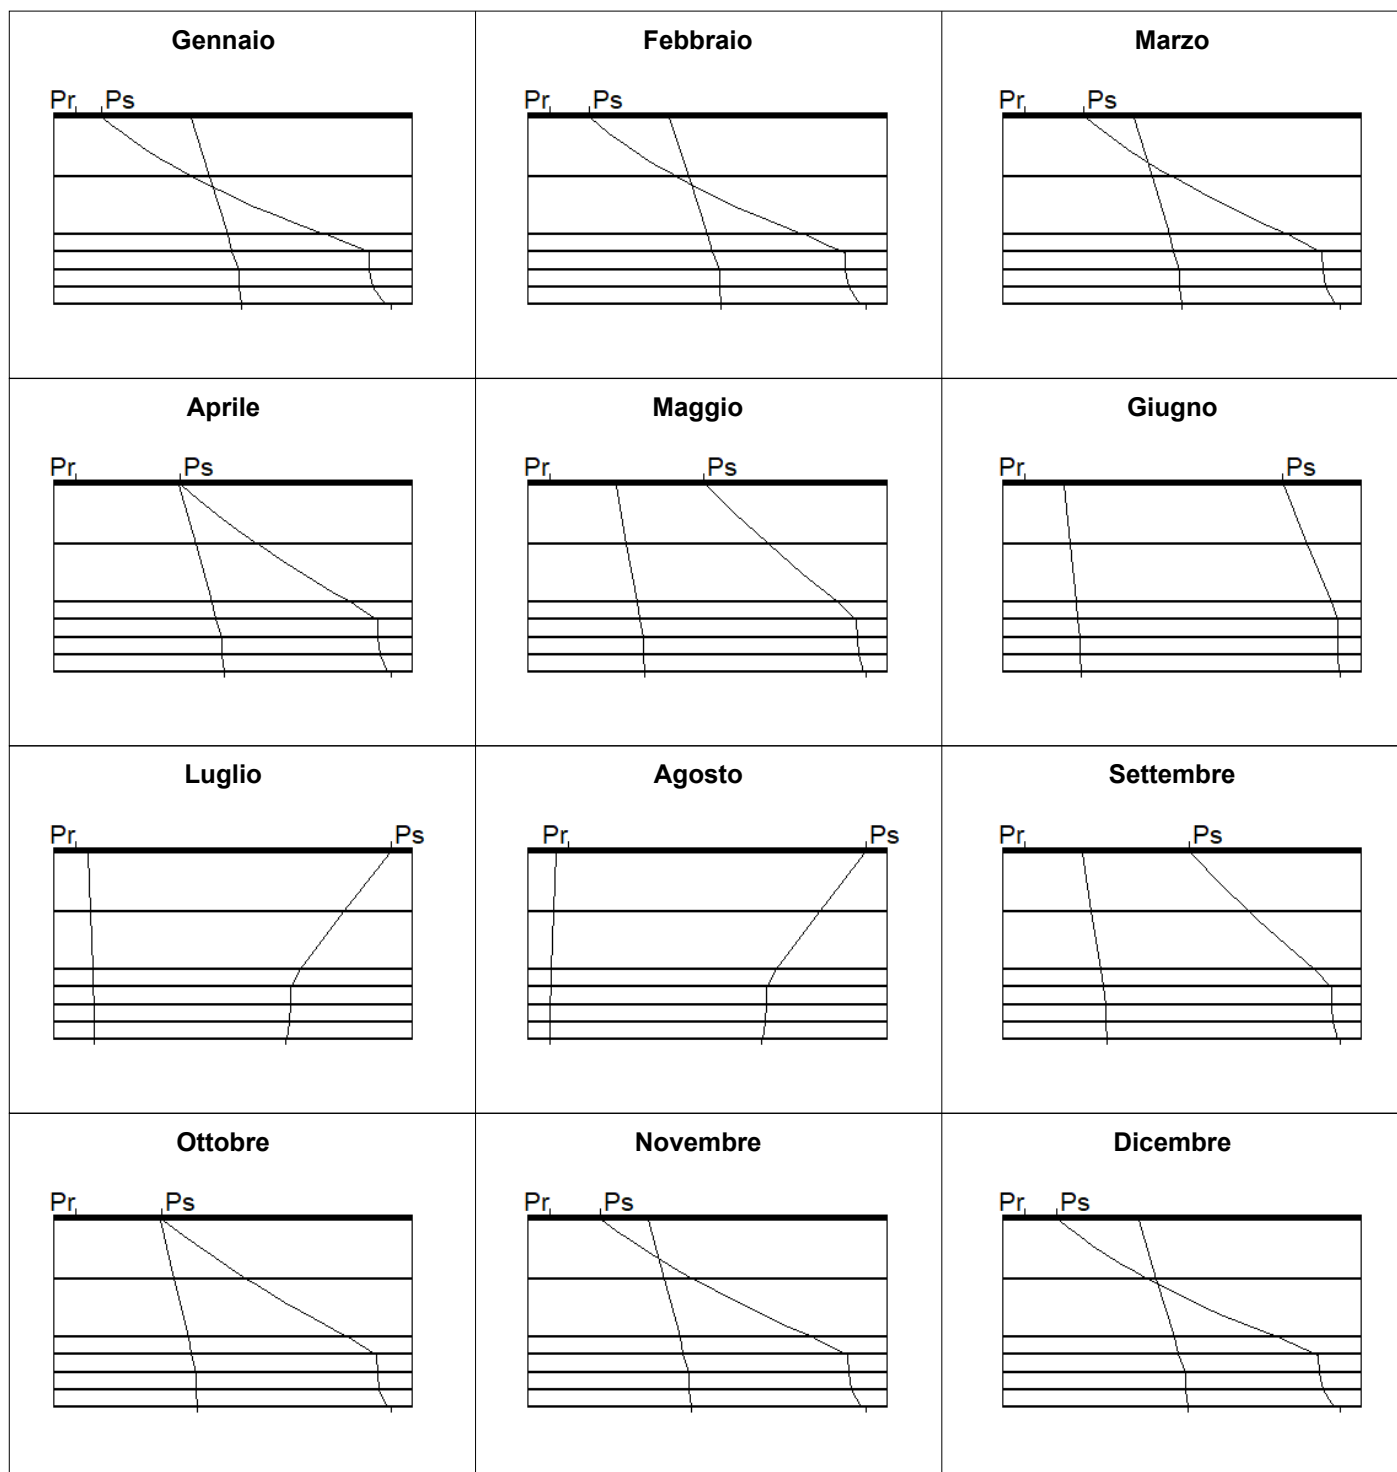 Gennaio
Febbraio
Marzo
Pr Ps
Pr Ps
Pr Ps
Aprile
Maggio
Giugno
Pr Ps
Pr Ps
Pr Ps
Luglio
Agosto
Settembre
Pr Ps
Pr Ps
Pr Ps
Ottobre
Novembre
Dicembre
Pr Ps
Pr Ps
Pr Ps